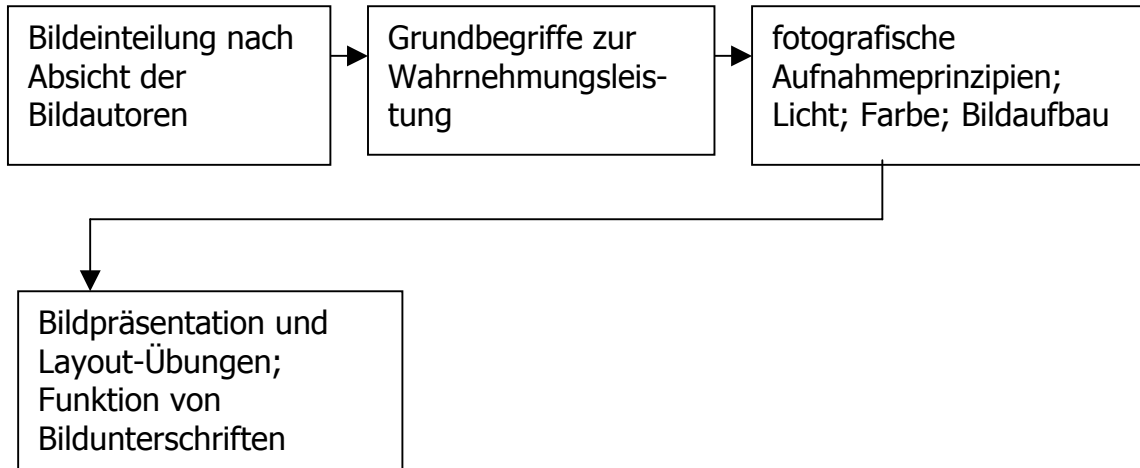 Bildeinteilung nach
Absicht der
Bildautoren
Grundbegriffe zur
Wahrnehmungsleis-
tung
fotografische
Aufnahmeprinzipien;
Licht; Farbe; Bildaufbau
Bildpräsentation und
Layout-Übungen;
Funktion von
Bildunterschriften